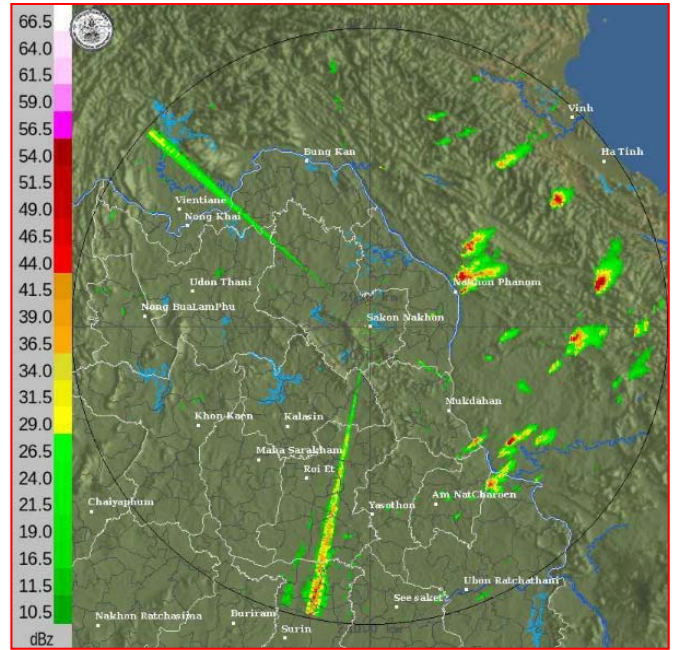 66.5
64.0
61.5
59.0
56.5
54.0
51.5
49.0
46.5
44.0
41.5
39.0
36.5
34.0
31.5
29.0
26.5
24.0
21.5
19.0
16.5
13.0
11.5
10.5
dBz
Vinh
Ha Tinh
Bung Kan
Vientiane
Nong Khai
Udon Thani
Nakhon Phanom
Nong BuaLamPhu
Sakon Nakhon
Mukdahan
Khon Kaen
Kalasin
Maha Sarakham
Roi Et
Chaiyaphum
Yasothon
Am NatCharoen
Ubon Ratchathani
See saket
Nakhon Ratchasima
Buriram
Surin